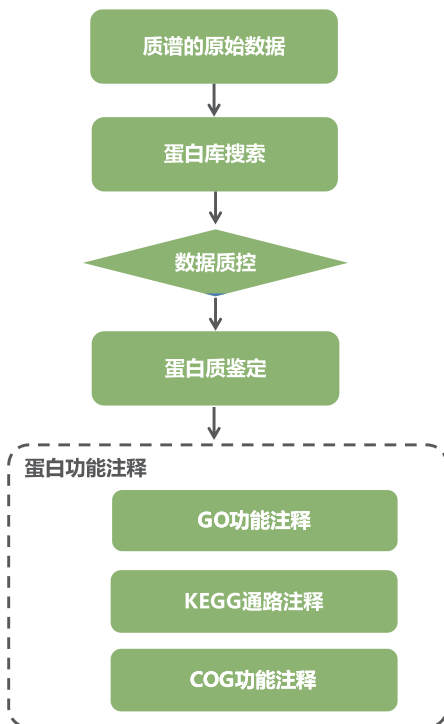 质谱的原始数据
蛋白库搜索
数据质控
蛋白质鉴定
蛋白功能注释
GO功能注释
KEGG通路注释
COG功能注释